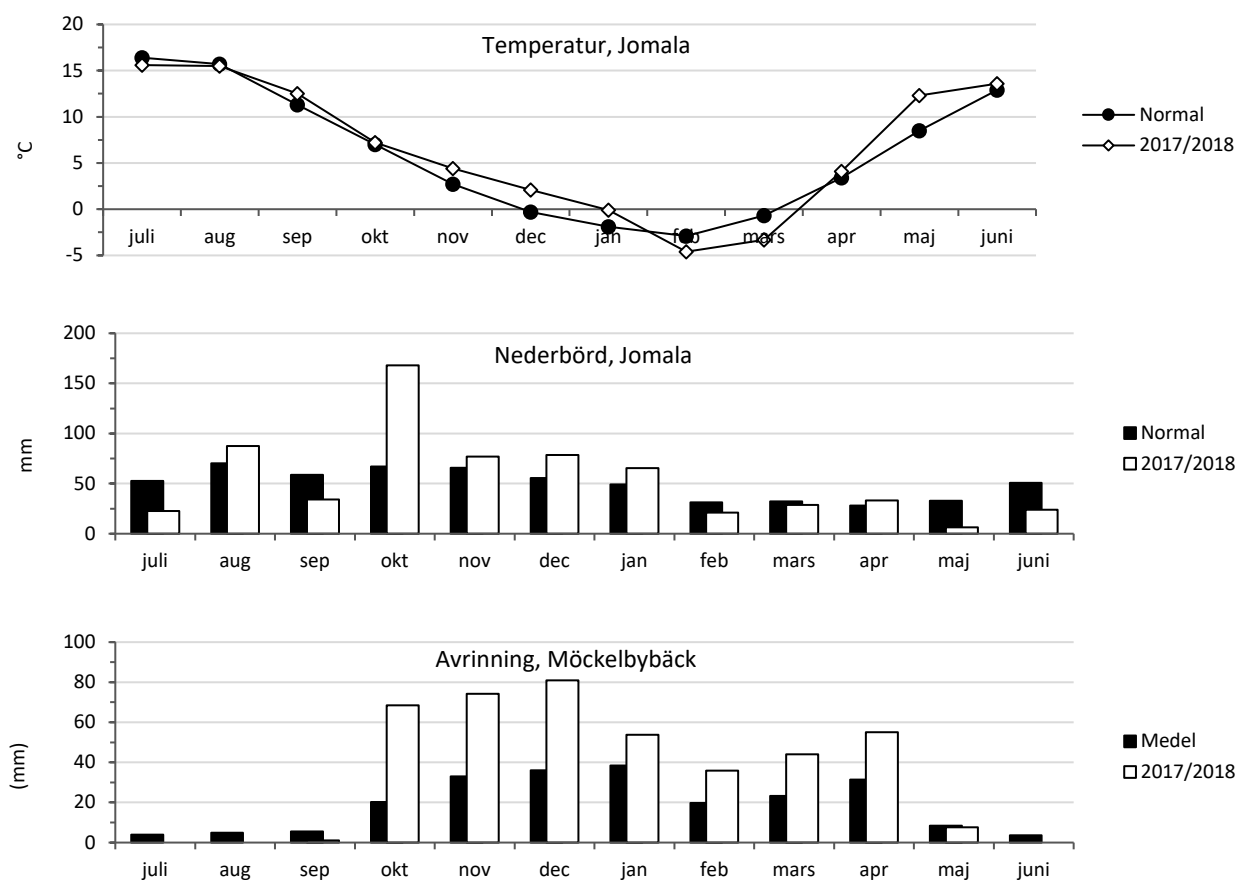 Temperatur, Jomala
°C
20
15
10
5
0
-5
juli aug sep okt nov dec jan feb mars apr maj juni
Normal
2017/2018
Nederbörd, Jomala
mm
200
150
100
50
0
juli aug sep okt nov dec jan feb mars apr maj juni
Normal
2017/2018
Avrinning, Möckelbybäck
(mm)
100
80
60
40
20
0
juli aug sep okt nov dec jan feb mars apr maj juni
Medel
2017/2018